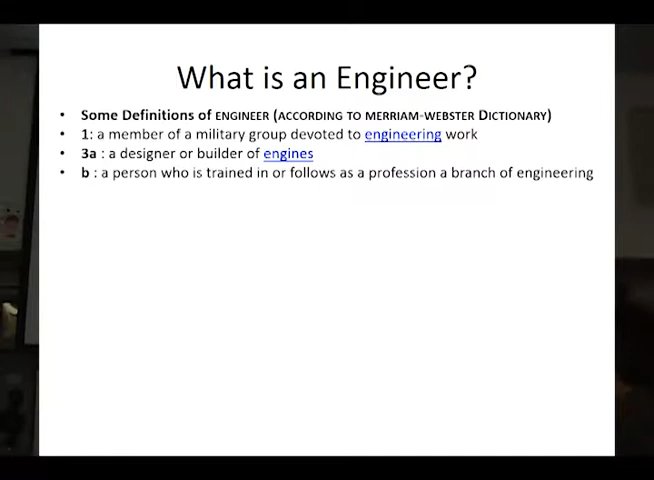 What is an Engineer?
• Some Definitions of ENGINEER (ACCORDING TO MERRIAM-WEBSTER DICTIONARY)
• 1: a member of a military group devoted to engineering work
• 3a : a designer or builder of engines
• b : a person who is trained in or follows as a profession a branch of engineering